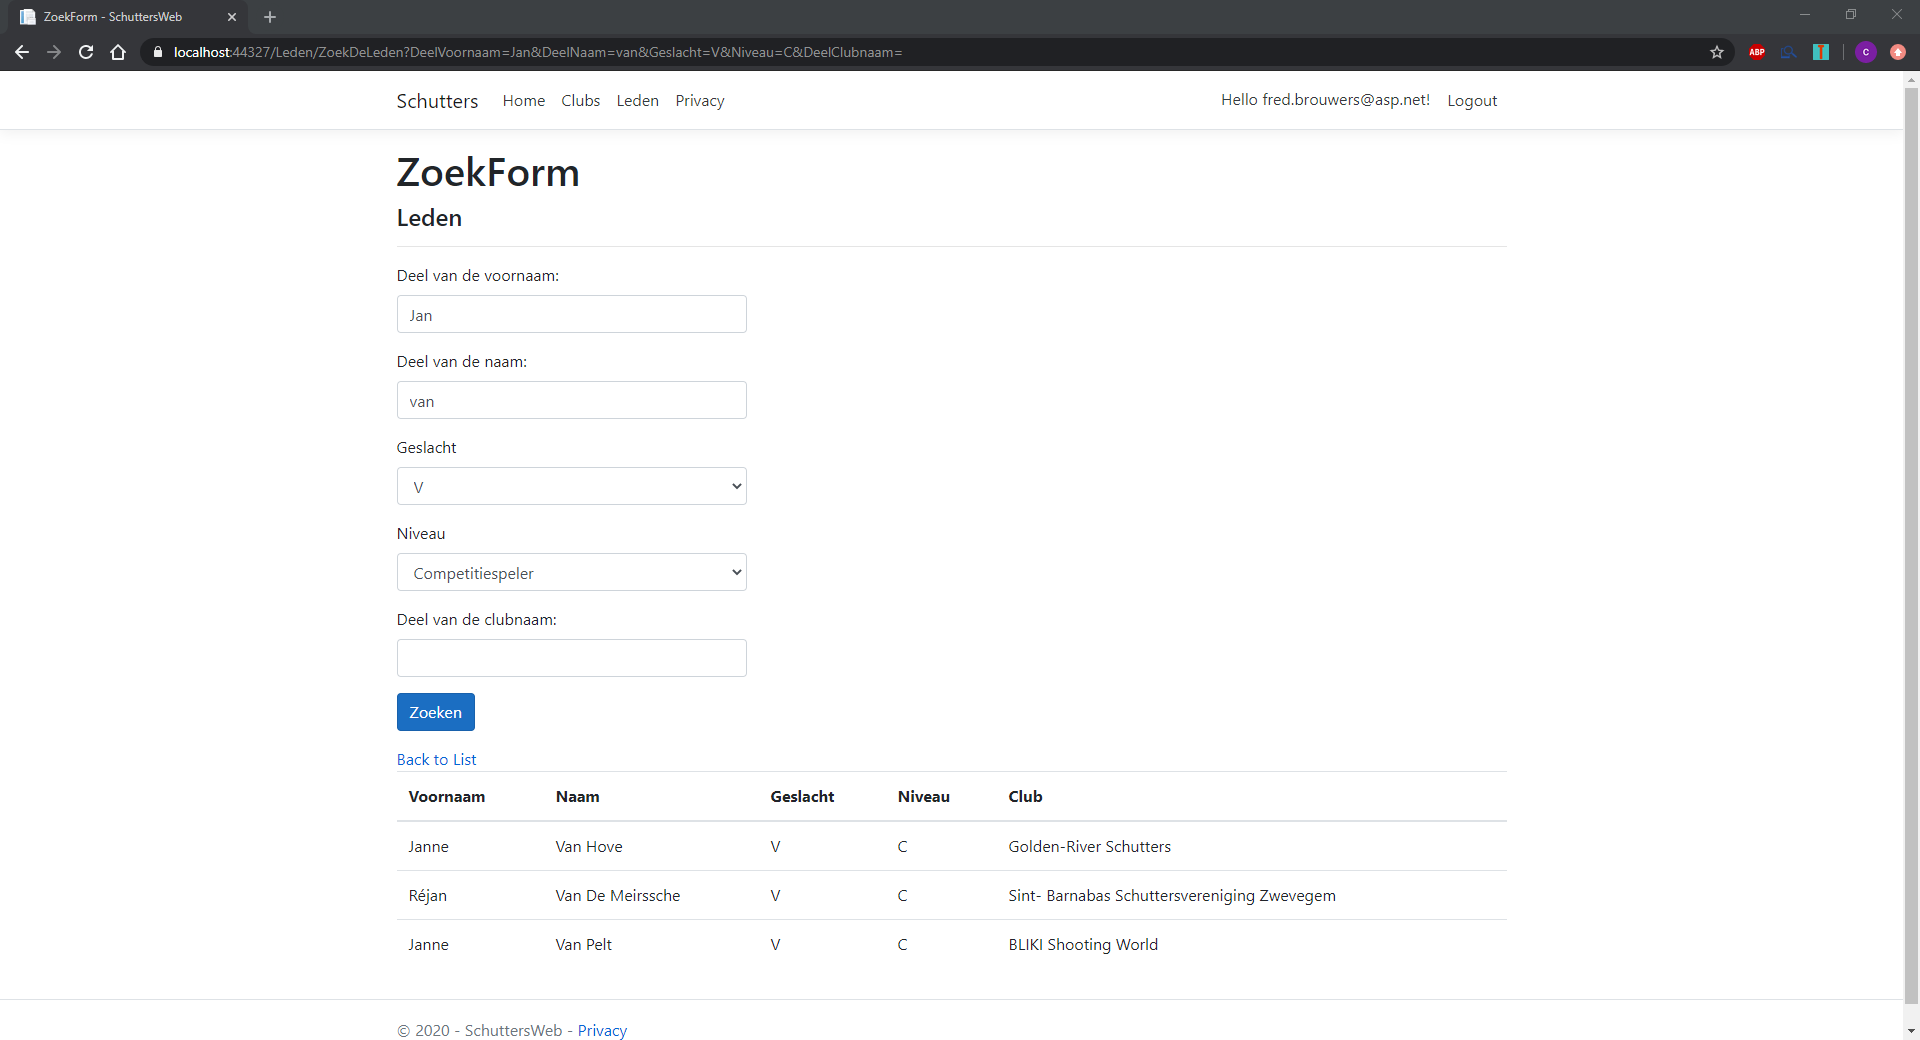 ZoekForm - SchuttersWeb
localhost:44327/Leden/ZoekDeLeden?DeelVoornaam=Jan&DeelNaam=van&Geslacht=V&Niveau=C&DeelClubnaam=
ABP
T
C
Schutters Home Clubs Leden Privacy Hello fred.brouwers@asp.net! Logout
ZoekForm
Leden
Deel van de voornaam:
Jan
Deel van de naam:
van
Geslacht
V
Niveau
Competitiespeler
Deel van de clubnaam:
Zoeken
Back to List
Voornaam Naam Geslacht Niveau Club
Janne Van Hove V C Golden-River Schutters
Réjan Van De Meirssche V C Sint- Barnabas Schuttersvereniging Zwevegem
Janne Van Pelt V C BLIKI Shooting World
© 2020 - SchuttersWeb - Privacy